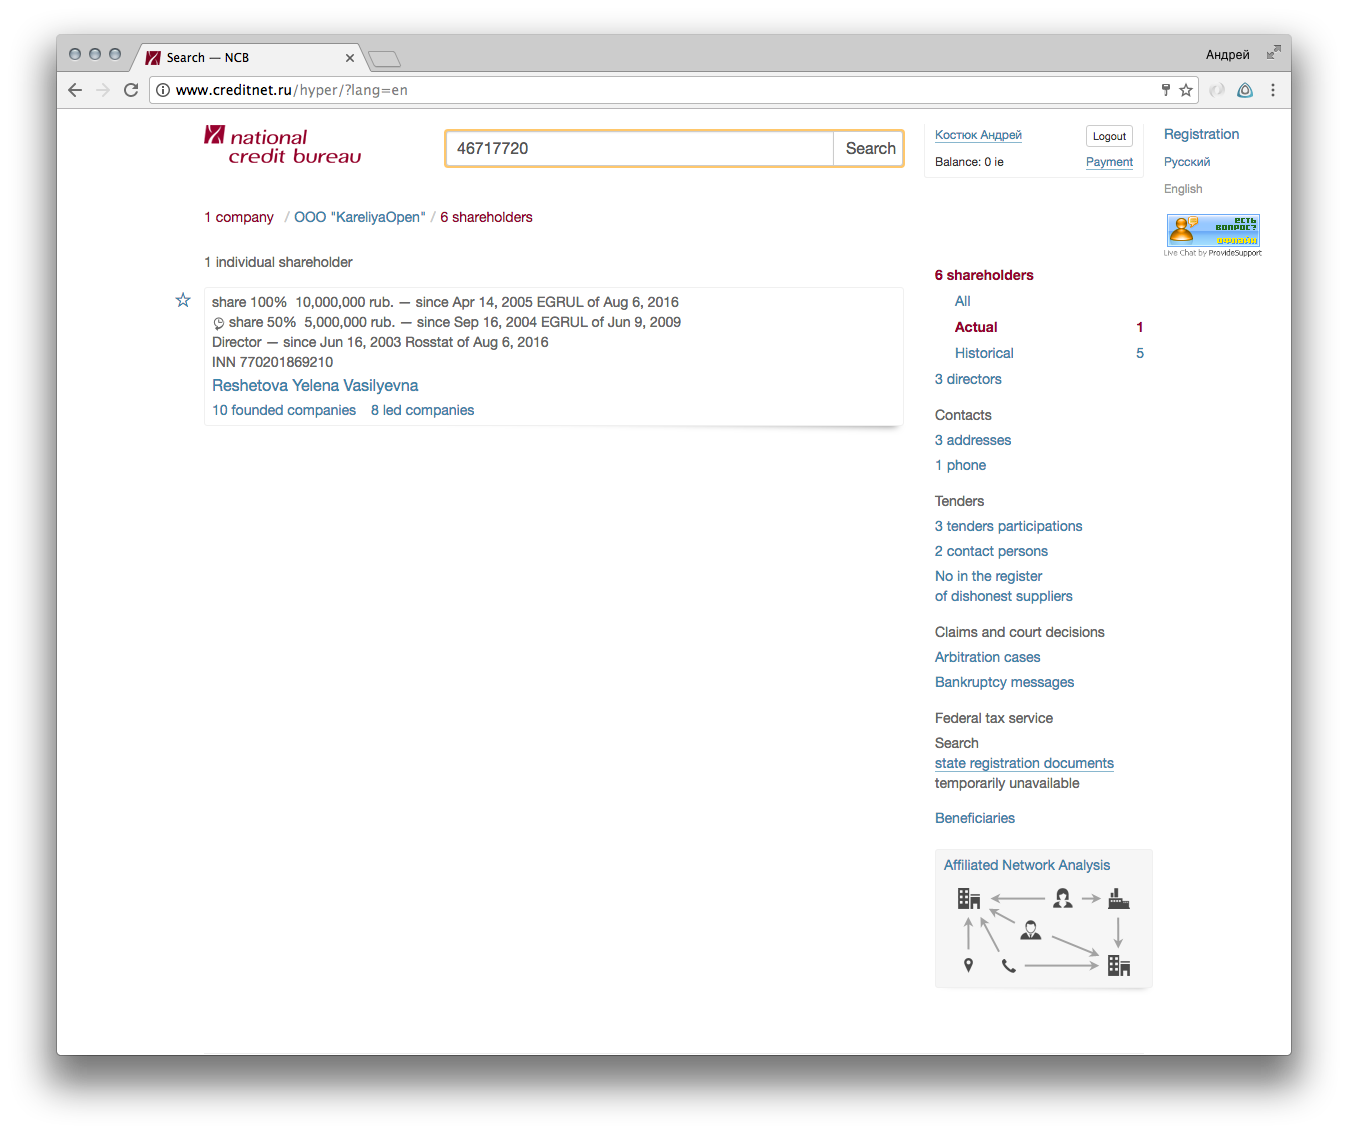 Search — NCB
Андрей
www.creditnet.ru/hyper/?lang=en
national
credit bureau
46717720
Search
Костюк Андрей
Logout
Balance: 0 ie
Payment
Registration
Русский
English
есть
вопрос?
оффлайн
Live Chat by ProvideSupport
1 company / OOO "KareliyaOpen" / 6 shareholders
1 individual shareholder
share 100% 10,000,000 rub. — since Apr 14, 2005 EGRUL of Aug 6, 2016
share 50% 5,000,000 rub. — since Sep 16, 2004 EGRUL of Jun 9, 2009
Director — since Jun 16, 2003 Rosstat of Aug 6, 2016
INN 770201869210
Reshetova Yelena Vasilyevna
10 founded companies 8 led companies
6 shareholders
All
Actual 1
Historical 5
3 directors
Contacts
3 addresses
1 phone
Tenders
3 tenders participations
2 contact persons
No in the register
of dishonest suppliers
Claims and court decisions
Arbitration cases
Bankruptcy messages
Federal tax service
Search
state registration documents
temporarily unavailable
Beneficiaries
Affiliated Network Analysis